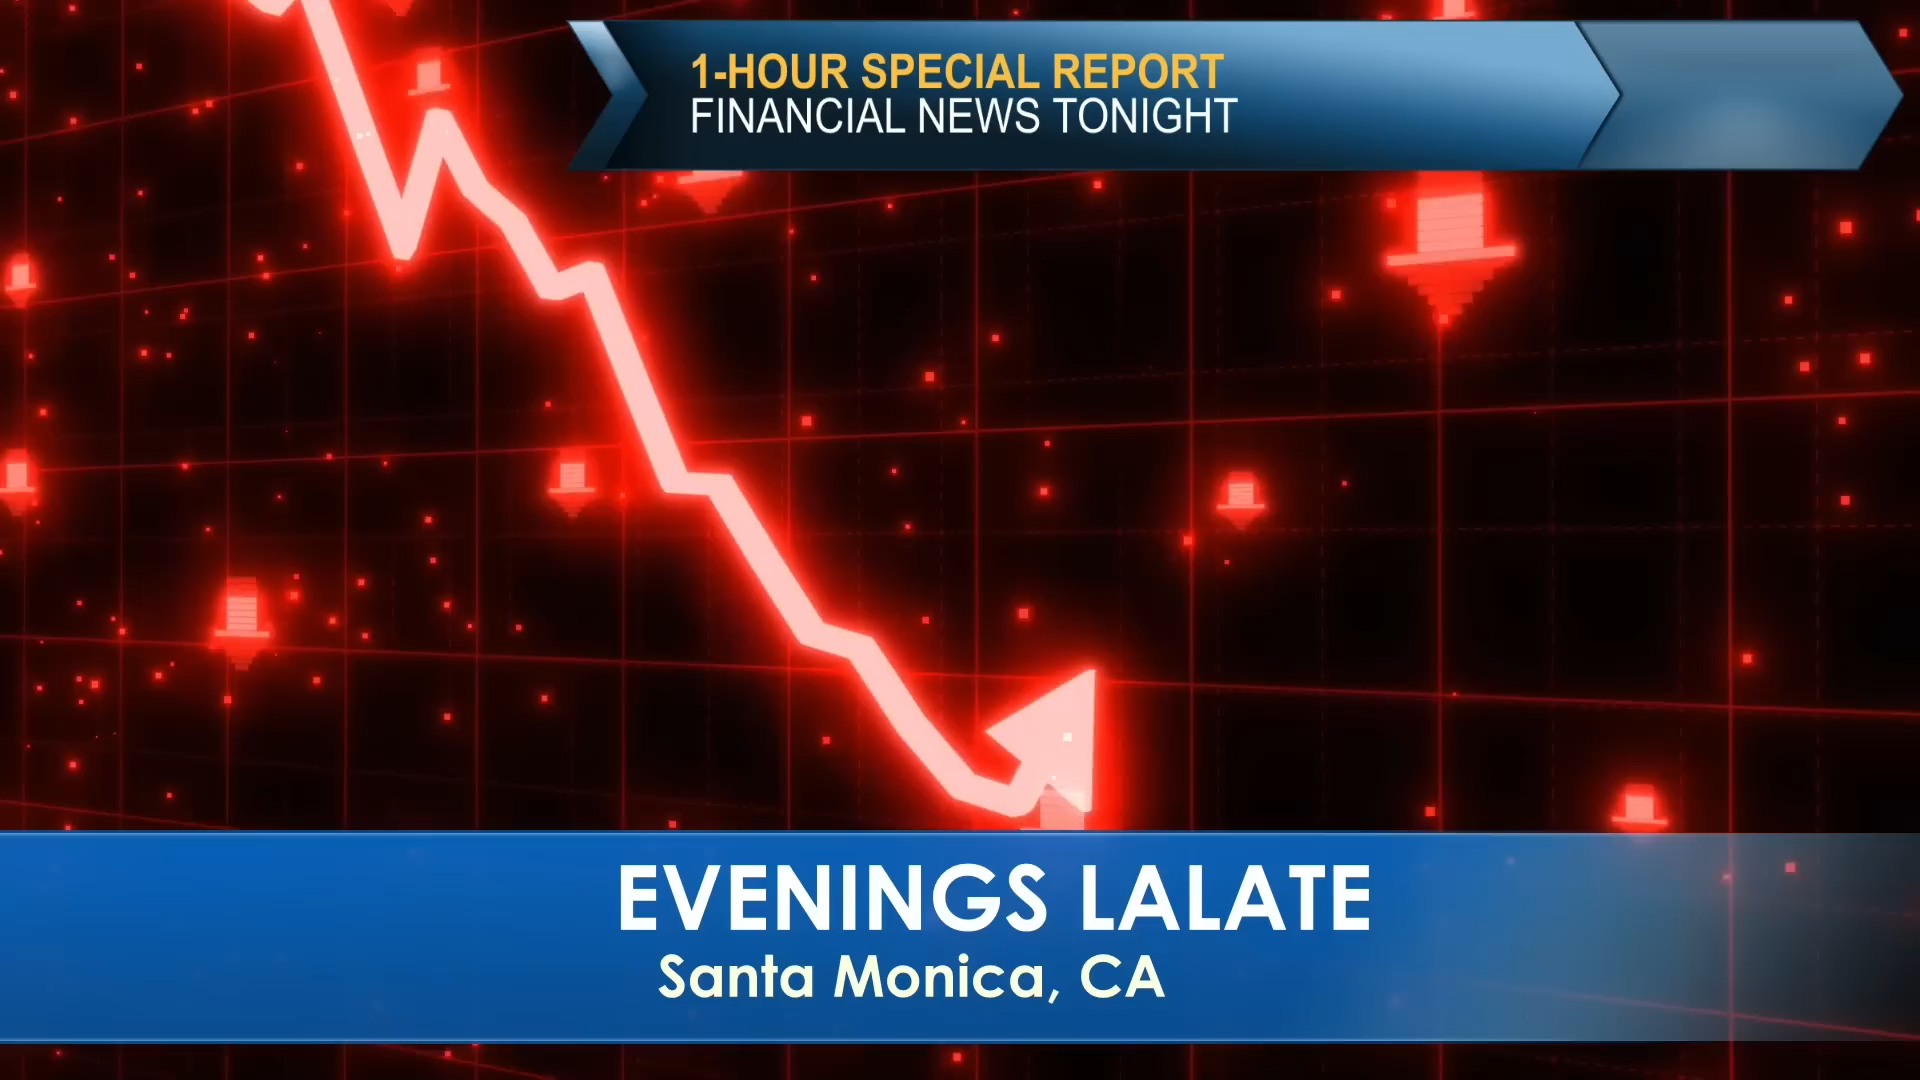 1-HOUR SPECIAL REPORT
FINANCIAL NEWS TONIGHT
EVENINGS LALATE
Santa Monica, CA